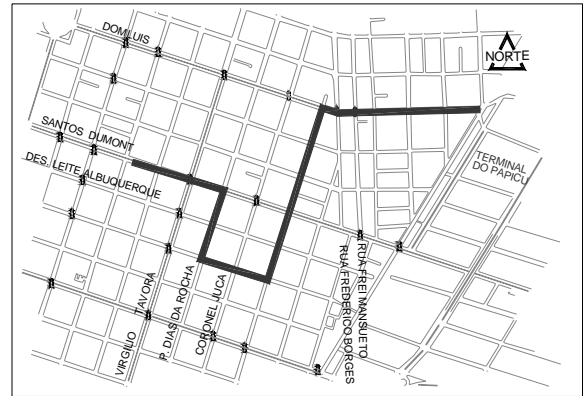 DOM LUIS
NORTE
SANTOS DUMONT
DES. LEITE ALBUQUERQUE
TERMINAL
DO PAPICU
VIRGILIO TAVORA
P. DIAS DA ROCHA
CORONEL JUCA
RUA FREI MANSUETO
RUA FREDERICO BORGES